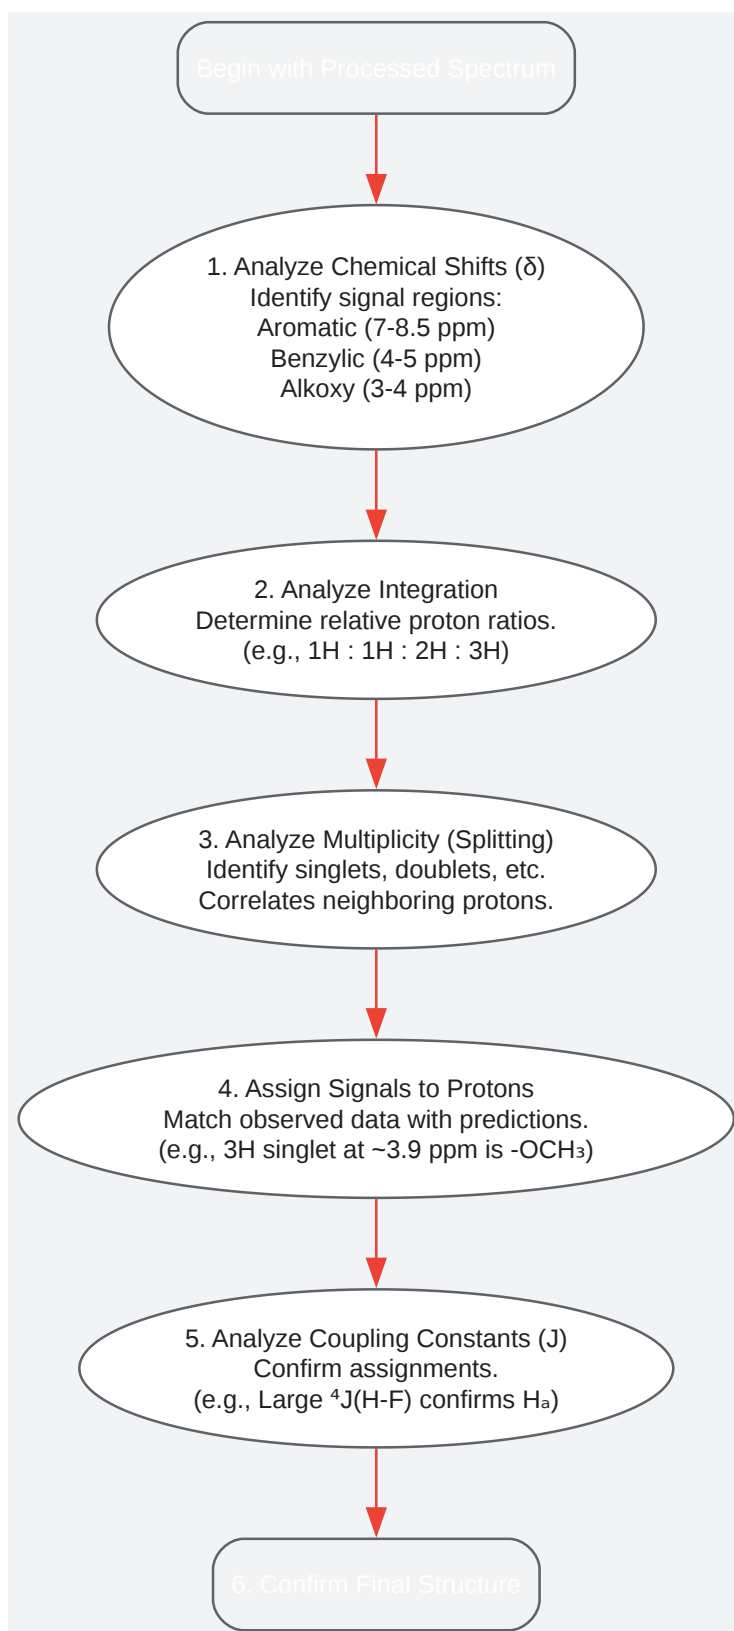 Begin with Processed Spectrum
1. Analyze Chemical Shifts (δ)
Identify signal regions:
Aromatic (7-8.5 ppm)
Benzylic (4-5 ppm)
Alkoxy (3-4 ppm)
2. Analyze Integration
Determine relative proton ratios.
(e.g., 1H : 1H : 2H : 3H)
3. Analyze Multiplicity (Splitting)
Identify singlets, doublets, etc.
Correlates neighboring protons.
4. Assign Signals to Protons
Match observed data with predictions.
(e.g., 3H singlet at ~3.9 ppm is -OCH₃)
5. Analyze Coupling Constants (J)
Confirm assignments.
(e.g., Large ⁴J(H-F) confirms Hₐ)
6. Confirm Final Structure